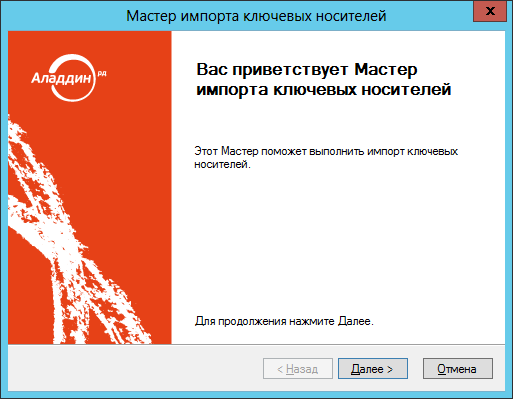 Мастер импорта ключевых носителей
x
Аладдин РД
Вас приветствует Мастер
импорта ключевых носителей
Этот Мастер поможет выполнить импорт ключевых
носителей.
Для продолжения нажмите Далее.
< Назад
Далее >
Отмена